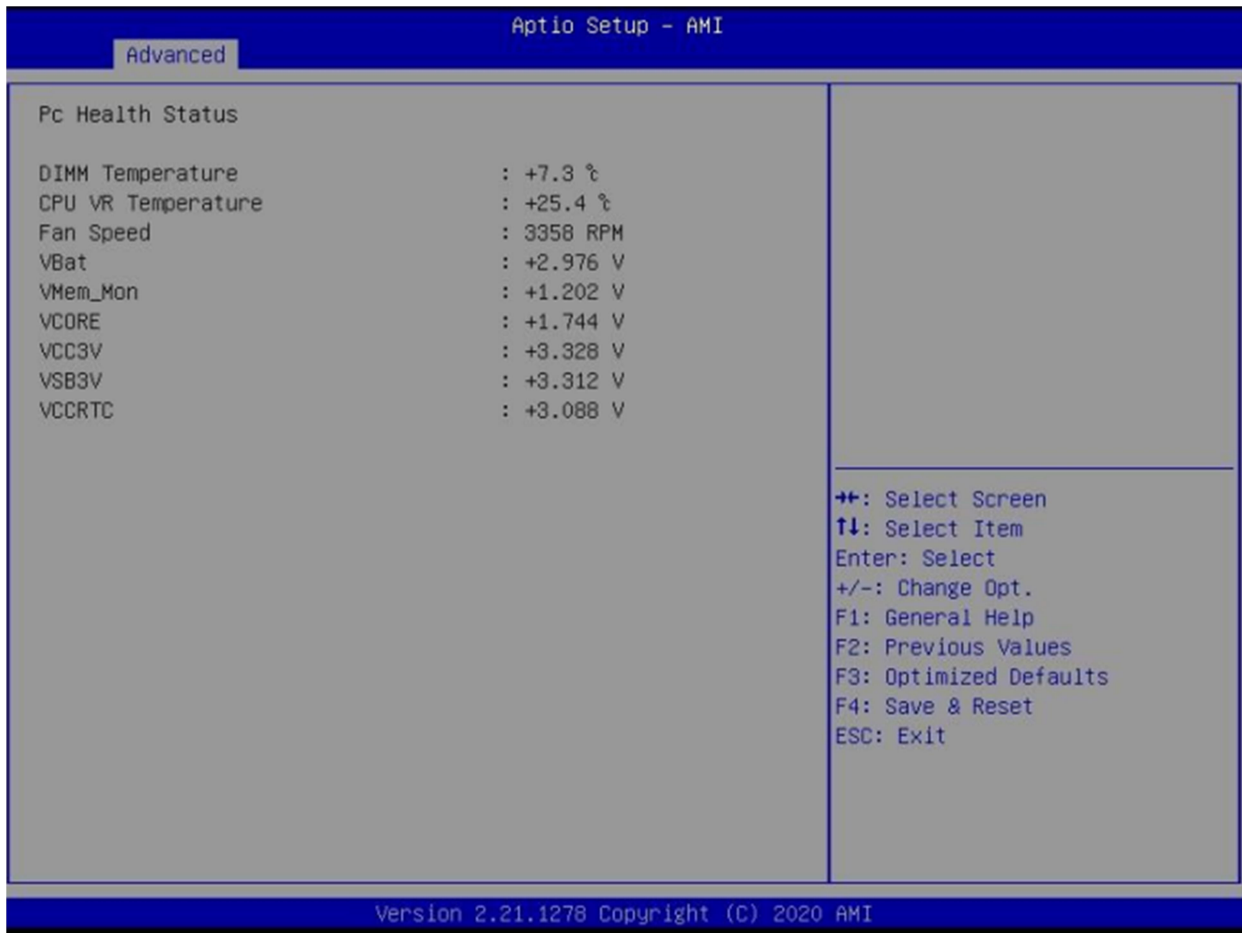 Aptio Setup – AMI
Advanced
Pc Health Status
DIMM Temperature : +7.3 ℃
CPU VR Temperature : +25.4 ℃
Fan Speed : 3358 RPM
VBat : +2.976 V
VMem_Mon : +1.202 V
VCORE : +1.744 V
VCC3V : +3.328 V
VSB3V : +3.312 V
VCCRTC : +3.088 V
→←: Select Screen
↑↓: Select Item
Enter: Select
+/-: Change Opt.
F1: General Help
F2: Previous Values
F3: Optimized Defaults
F4: Save & Reset
ESC: Exit
Version 2.21.1278 Copyright (C) 2020 AMI